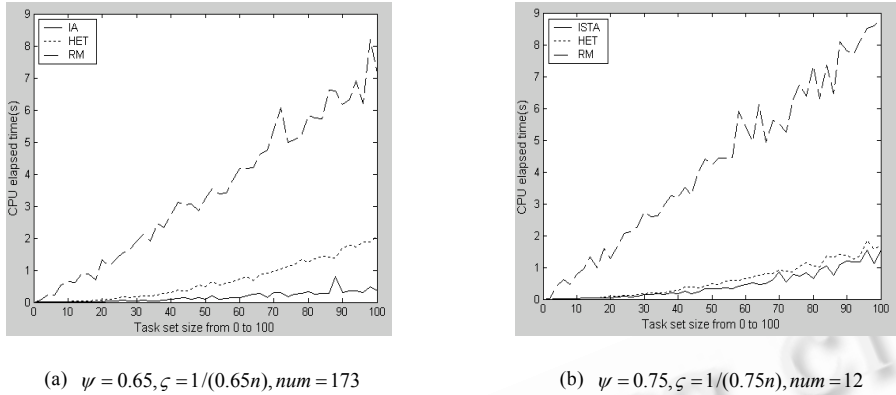 9
8
7
6
5
4
3
2
1
0
CPU elapsed time(s)
IA
HET
RM
0 10 20 30 40 50 60 70 80 90 100
Task set size from 0 to 100
(a) ψ = 0.65, ς = 1/(0.65n), num = 173
9
8
7
6
5
4
3
2
1
0
CPU elapsed time(s)
ISTA
HET
RM
0 10 20 30 40 50 60 70 80 90 100
Task set size from 0 to 100
(b) ψ = 0.75, ς = 1/(0.75n), num = 12